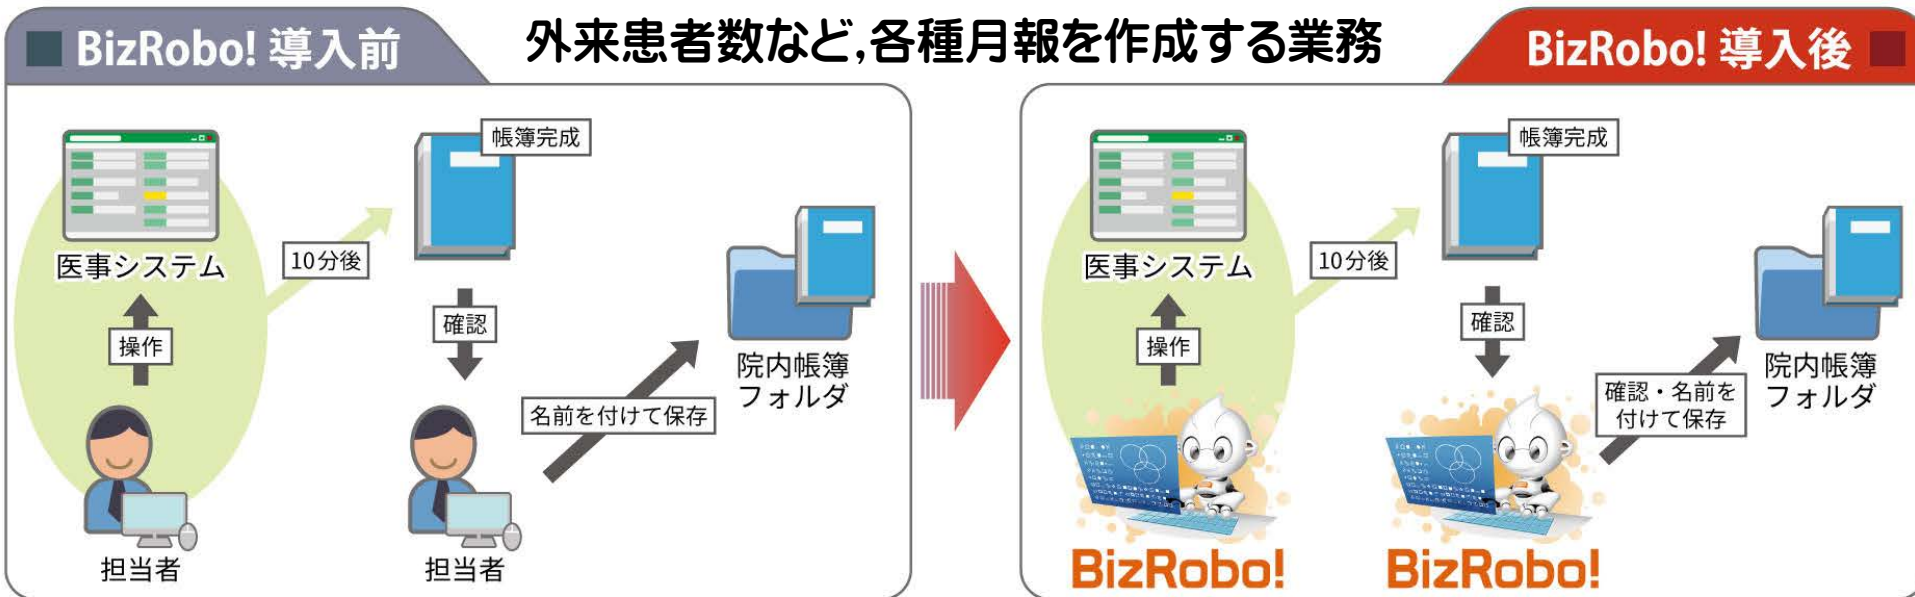 BizRobo! 導入前
外来患者数など,各種月報を作成する業務
BizRobo! 導入後
帳簿完成
医事システム
10分後
操作
確認
名前を付けて保存
院内帳簿
フォルダ
担当者
担当者
帳簿完成
医事システム
10分後
操作
確認
確認・名前を
付けて保存
院内帳簿
フォルダ
BizRobo!
BizRobo!